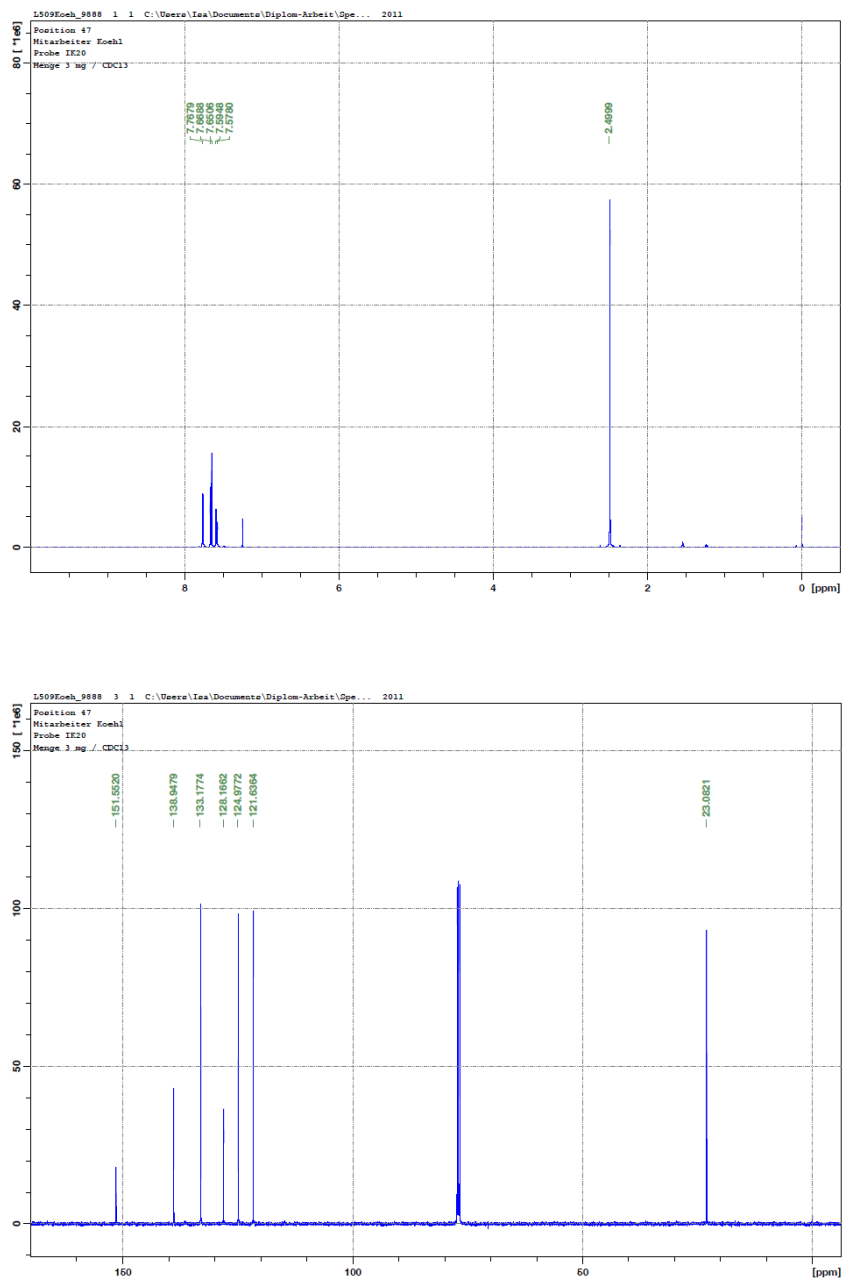 L509Koeh_9888 1 1 C:\Users\Isa\Documents\Diplom-Arbeit\Spe... 2011
Position 47
Mitarbeiter Koehl
Probe IK20
Menge 3 mg / CDCl3
[ *1e6]
80
60
40
20
0
7.7679
7.6688
7.6506
7.5948
7.5780
2.4999
8 6 4 2 0 [ppm]
L509Koeh_9888 3 1 C:\Users\Isa\Documents\Diplom-Arbeit\Spe... 2011
Position 47
Mitarbeiter Koehl
Probe IK20
Menge 3 mg / CDCl3
[ *1e6]
150
100
50
0
151.5520
138.9479
133.1774
128.1662
124.9772
121.6364
23.0821
150 100 50 [ppm]